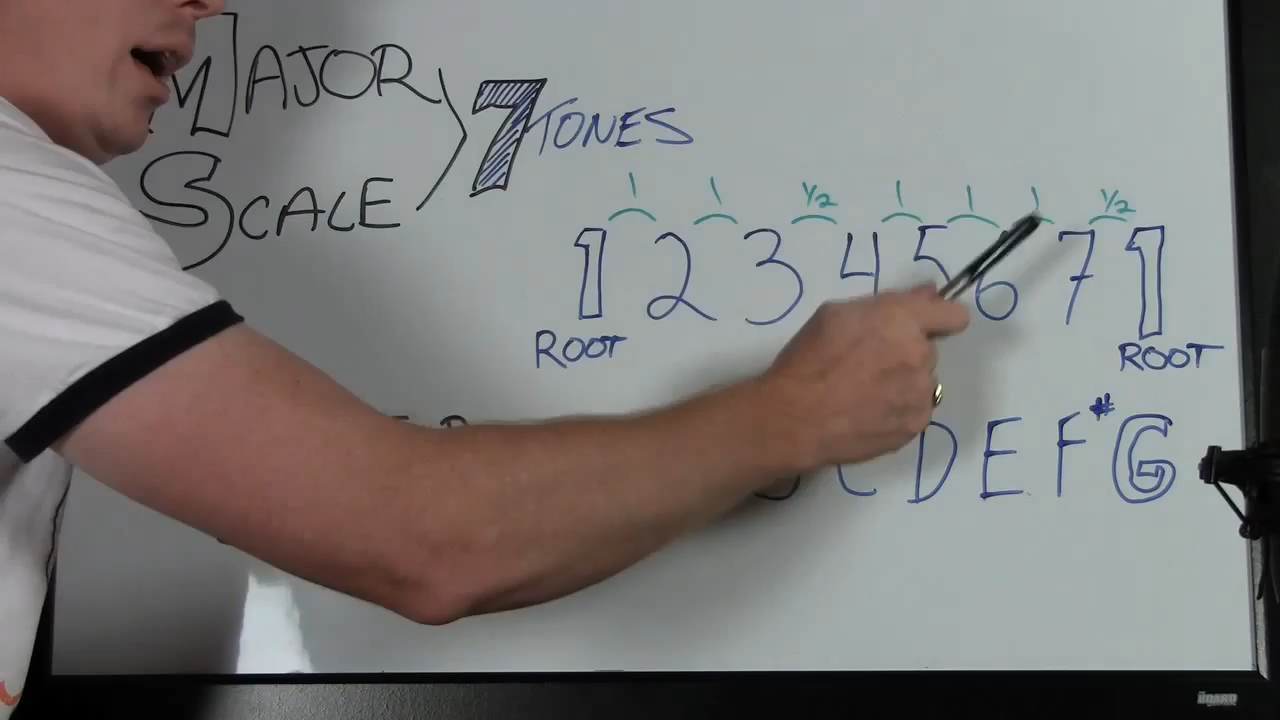 MAJOR
SCALE
7 TONES
1 1 1/2 1 1 1 1/2
1 2 3 4 5 6 7 1
ROOT ROOT
C D E F# G
BOARD